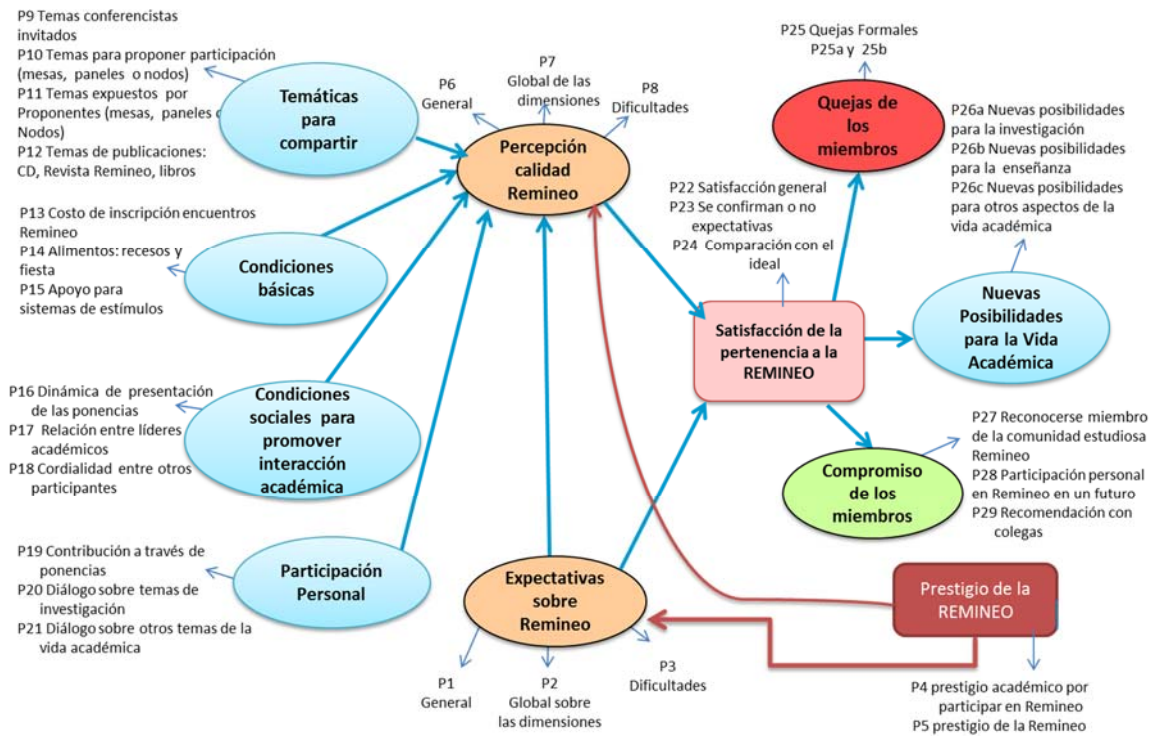 P9 Temas conferencistas
invitados
P10 Temas para proponer participación
(mesas, paneles o nodos)
P11 Temas expuestos por
Proponentes (mesas, paneles
Nodos)
P12 Temas de publicaciones:
CD, Revista Remineo, libros
Temáticas
para
compartir
P13 Costo de inscripción encuentros
Remineo
P14 Alimentos: recesos y
fiesta
P15 Apoyo para
sistemas de estímulos
Condiciones
básicas
P16 Dinámica de presentación
de las ponencias
P17 Relación entre líderes
académicos
P18 Cordialidad entre otros
participantes
Condiciones
sociales para
promover
interacción
académica
P19 Contribución a través de
ponencias
P20 Diálogo sobre temas de
investigación
P21 Diálogo sobre otros temas de la
vida académica
Participación
Personal
P6
General
P7
Global de las
dimensiones
P8
Dificultades
Percepción
calidad
Remineo
Expectativas
sobre
Remineo
P1
General
P2
Global sobre
las dimensiones
P3
Dificultades
P22 Satisfacción general
P23 Se confirman o no
expectativas
P24 Comparación con el
ideal
Satisfacción de la
pertenencia a la
REMINEO
P25 Quejas Formales
P25a y 25b
Quejas de
los
miembros
P26a Nuevas posibilidades
para la investigación
P26b Nuevas posibilidades
para la enseñanza
P26c Nuevas posibilidades
para otros aspectos de la
vida académica
Nuevas
Posibilidades
para la Vida
Académica
Compromiso
de los
miembros
P27 Reconocerse miembro
de la comunidad estudiosa
Remineo
P28 Participación personal
en Remineo en un futuro
P29 Recomendación con
colegas
Prestigio de la
REMINEO
P4 prestigio académico por
participar en Remineo
P5 prestigio de la Remineo